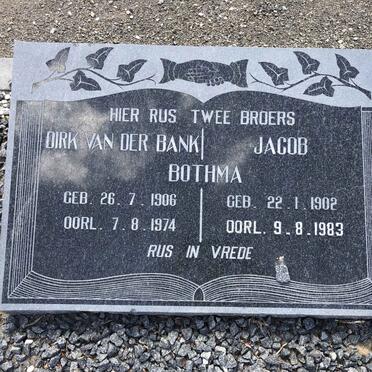 HIER RUS TWEE BROERS
DIRK VAN DER BANK JACOB
BOTHMA
GEB. 26.7.1906 GEB. 22.1.1902
OORL. 7.8.1974 OORL. 9.8.1983
RUS IN VREDE